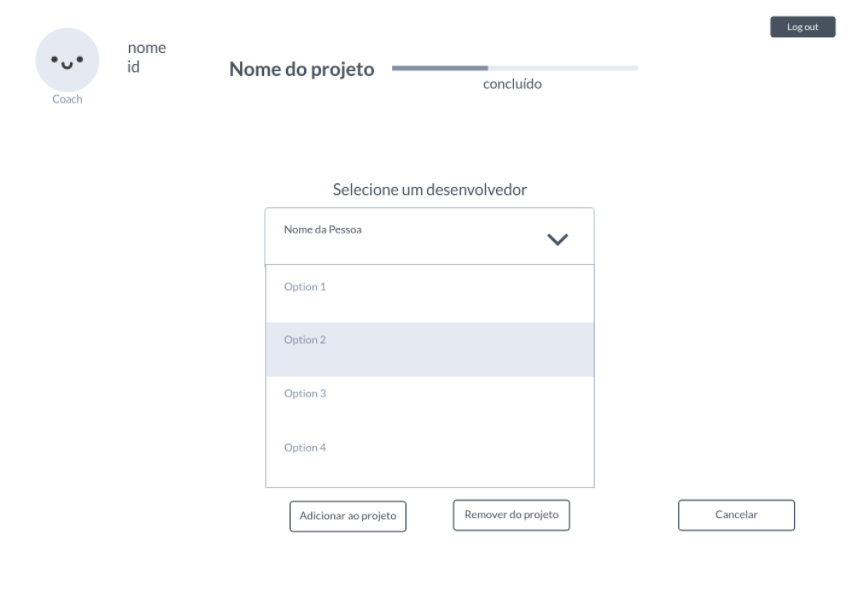 Log out
nome
id
Coach
Nome do projeto
concluído
Selecione um desenvolvedor
Nome da Pessoa
Option 1
Option 2
Option 3
Option 4
Adicionar ao projeto
Remover do projeto
Cancelar